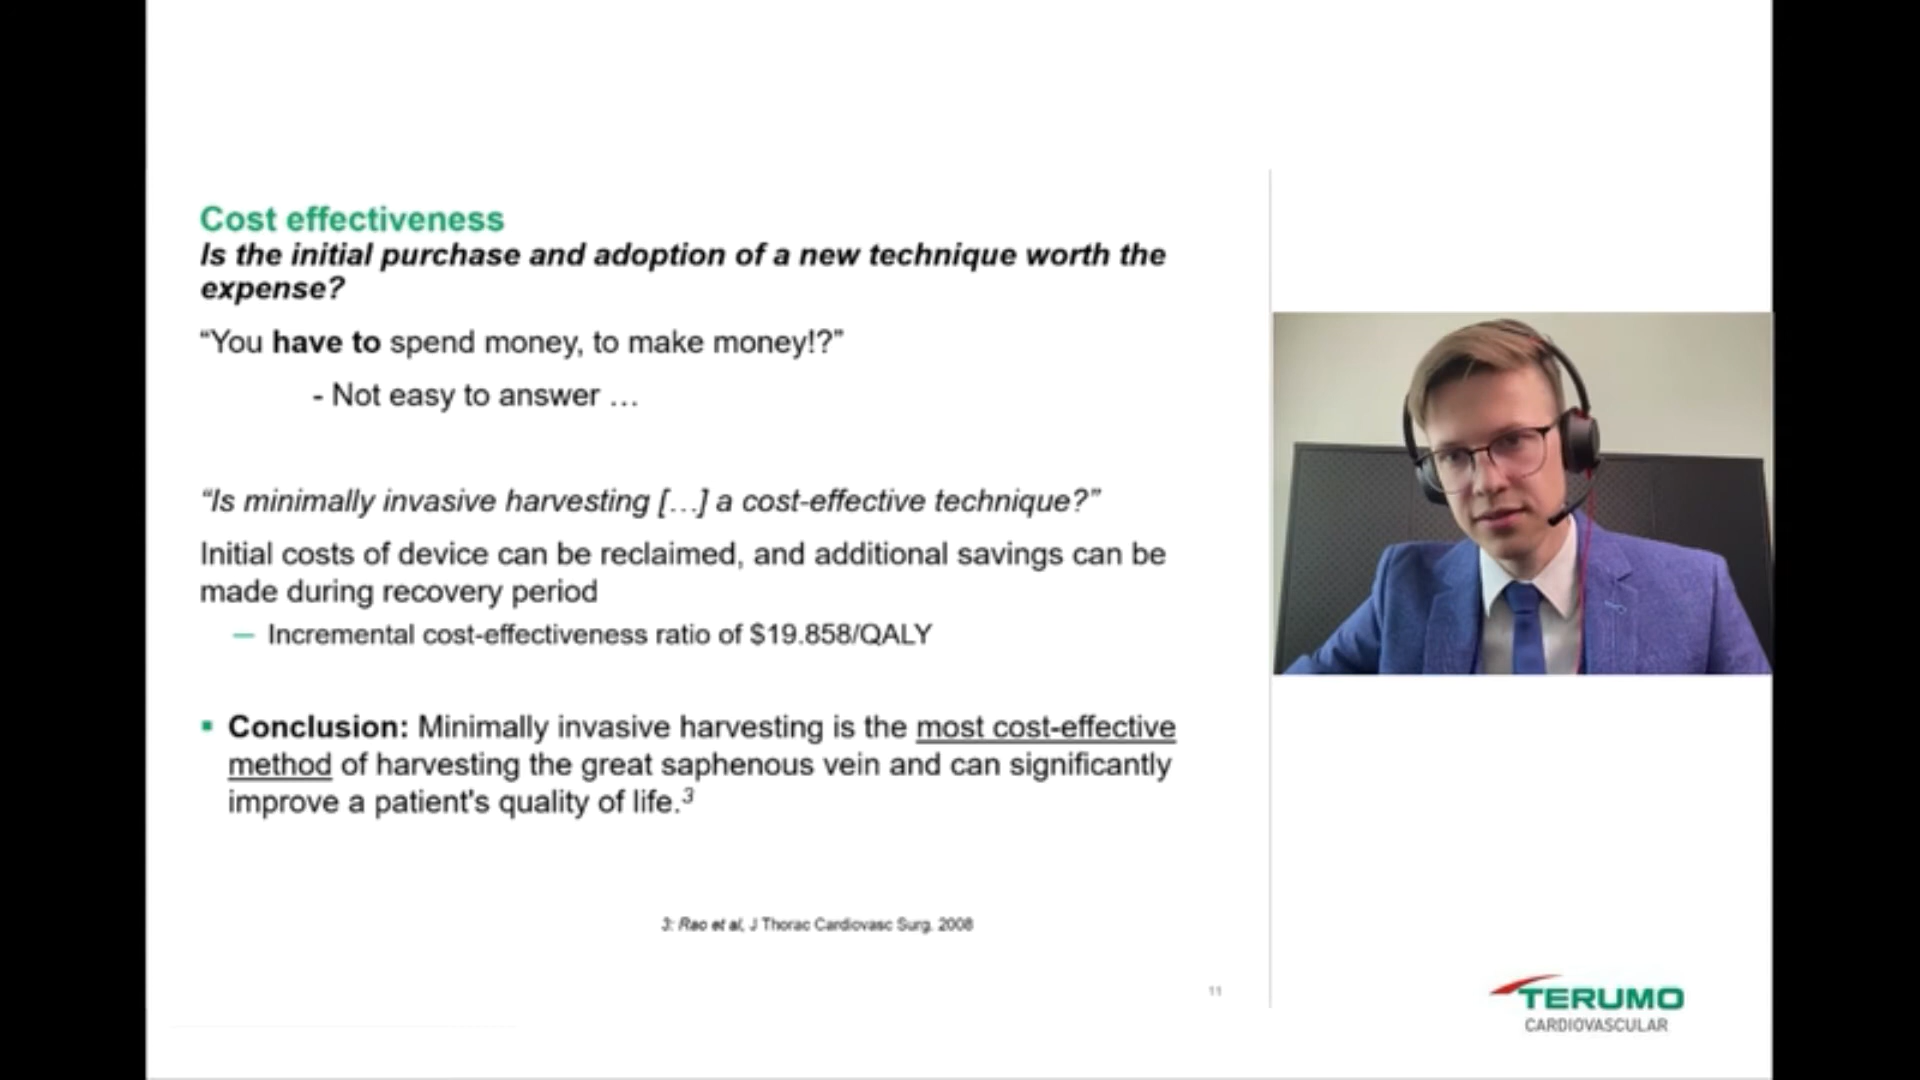 Cost effectiveness
Is the initial purchase and adoption of a new technique worth the
expense?
“You have to spend money, to make money!?”
- Not easy to answer …
“Is minimally invasive harvesting […] a cost-effective technique?”
Initial costs of device can be reclaimed, and additional savings can be
made during recovery period
— Incremental cost-effectiveness ratio of $19.858/QALY
▪ Conclusion: Minimally invasive harvesting is the most cost-effective
method of harvesting the great saphenous vein and can significantly
improve a patient's quality of life.3
3: Rao et al, J Thorac Cardiovasc Surg. 2008
11
TERUMO
CARDIOVASCULAR